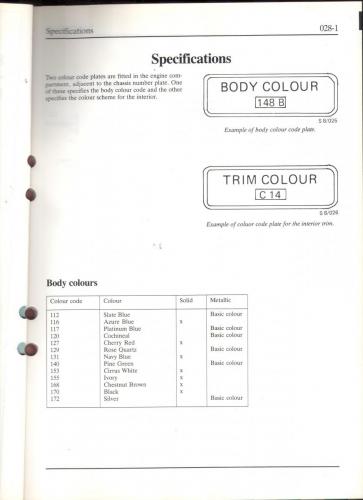 Specifications 028-1
Specifications
Two colour code plates are fitted in the engine com-
partment, adjacent to the chassis number plate. One
of these specifies the body colour code and the other
specifies the colour scheme for the interior.
BODY COLOUR
148 B
S 8/025
Example of body colour code plate.
TRIM COLOUR
C 14
S 8/026
Example of coluor code plate for the interior trim.
Body colours
Colour code Colour Solid Metallic
112 Slate Blue Basic colour
116 Azure Blue x
117 Platinum Blue Basic colour
120 Cochineal Basic colour
127 Cherry Red x
129 Rose Quartz Basic colour
131 Navy Blue x
140 Pine Green Basic colour
153 Cirrus White x
155 Ivory x
168 Chestnut Brown x
170 Black x
172 Silver Basic colour